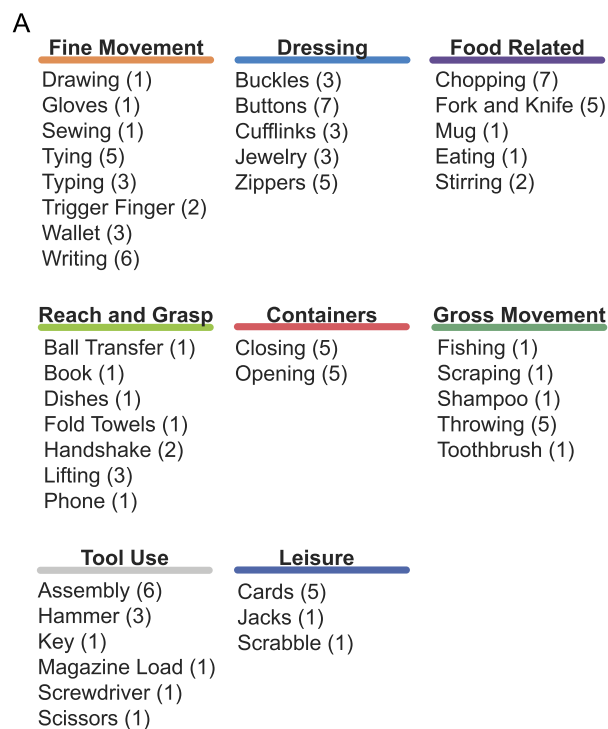 A
Fine Movement
Drawing (1)
Gloves (1)
Sewing (1)
Tying (5)
Typing (3)
Trigger Finger (2)
Wallet (3)
Writing (6)
Dressing
Buckles (3)
Buttons (7)
Cufflinks (3)
Jewelry (3)
Zippers (5)
Food Related
Chopping (7)
Fork and Knife (5)
Mug (1)
Eating (1)
Stirring (2)
Reach and Grasp
Ball Transfer (1)
Book (1)
Dishes (1)
Fold Towels (1)
Handshake (2)
Lifting (3)
Phone (1)
Containers
Closing (5)
Opening (5)
Gross Movement
Fishing (1)
Scraping (1)
Shampoo (1)
Throwing (5)
Toothbrush (1)
Tool Use
Assembly (6)
Hammer (3)
Key (1)
Magazine Load (1)
Screwdriver (1)
Scissors (1)
Leisure
Cards (5)
Jacks (1)
Scrabble (1)